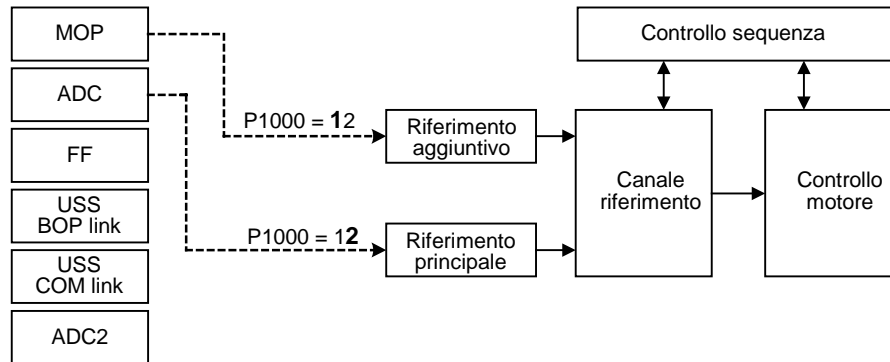 MOP
ADC
FF
USS
BOP link
USS
COM link
ADC2
P1000 = 12
P1000 = 12
Riferimento
aggiuntivo
Riferimento
principale
Controllo sequenza
Canale
riferimento
Controllo
motore